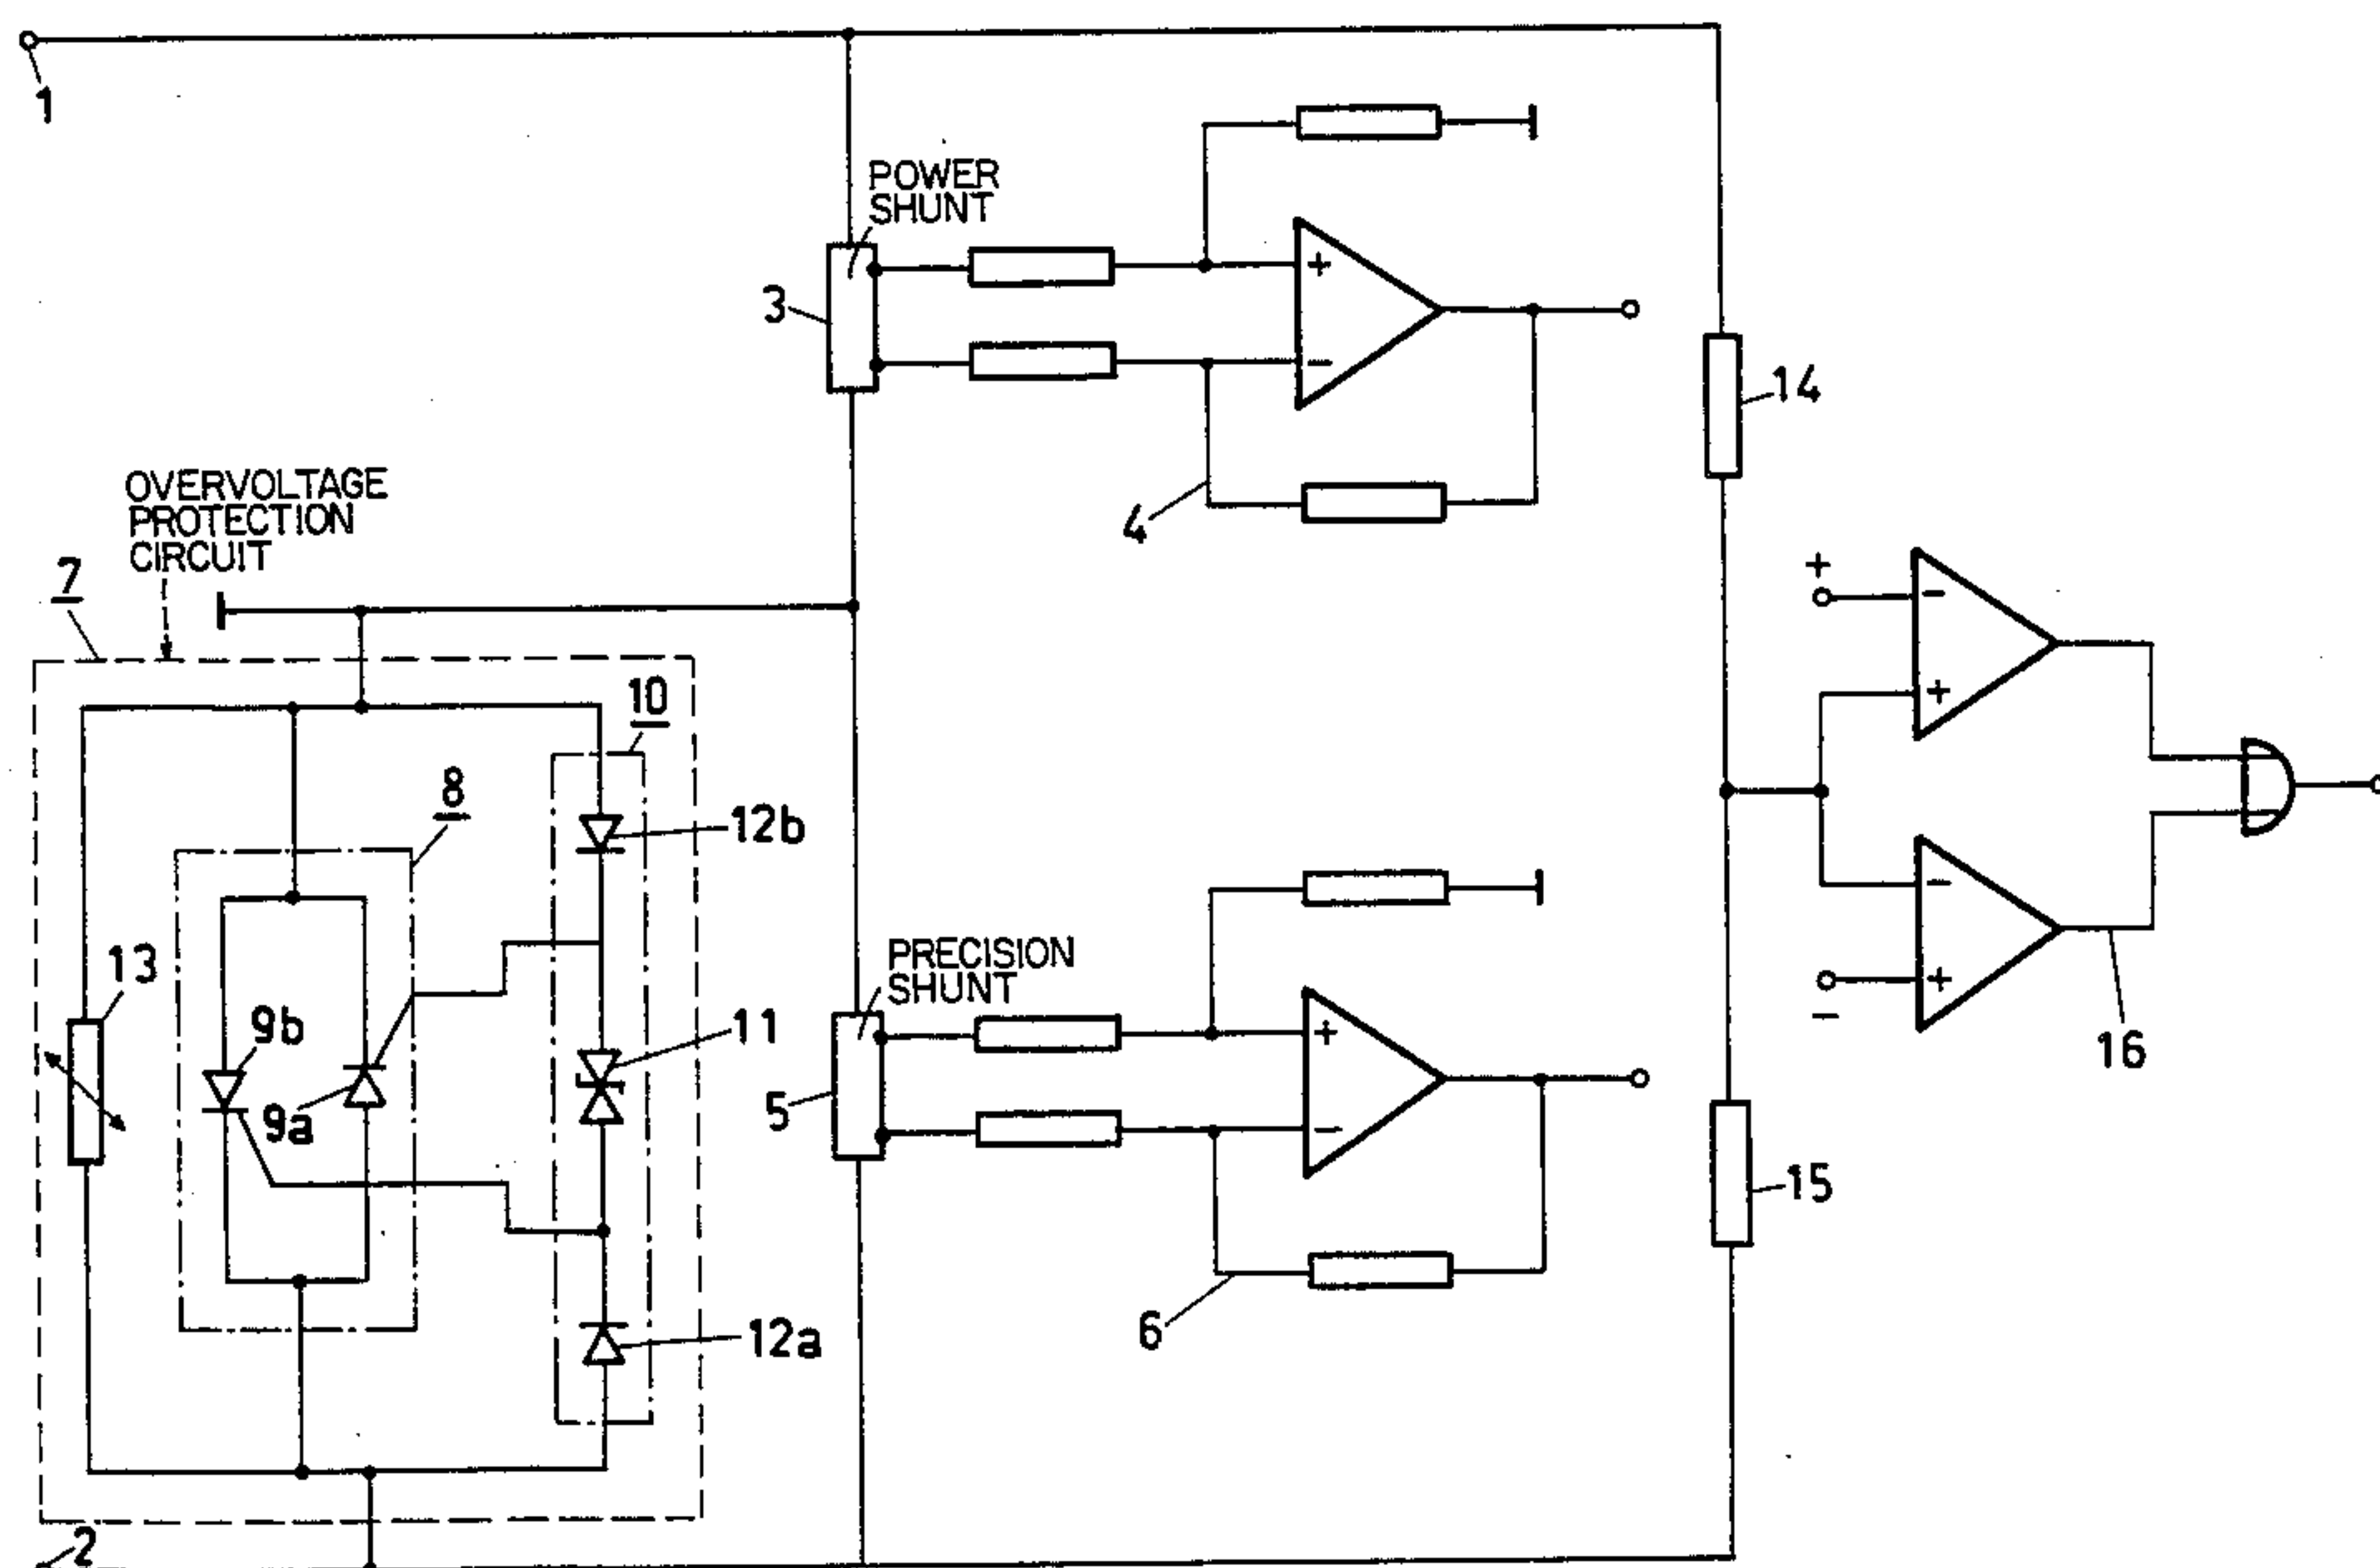 1
POWER
SHUNT
3
+
−
14
4
OVERVOLTAGE
PROTECTION
CIRCUIT
7
+
−
+
10
8
12b
PRECISION
SHUNT
13
9b
11
9a
5
+
−
−
+
−
16
15
6
12a
2